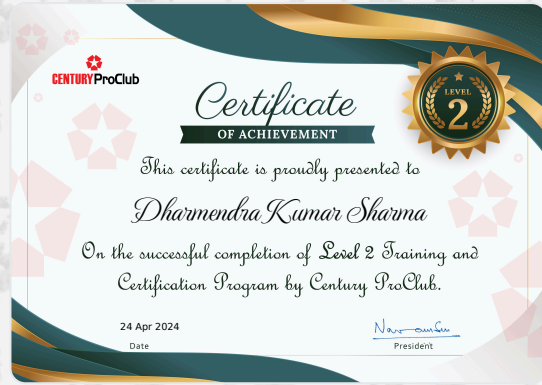 CENTURY ProClub
Certificate
OF ACHIEVEMENT
LEVEL
2
This certificate is proudly presented to
Dharmendra Kumar Sharma
On the successful completion of Level 2 Training and
Certification Program by Century ProClub.
24 Apr 2024
Date
President